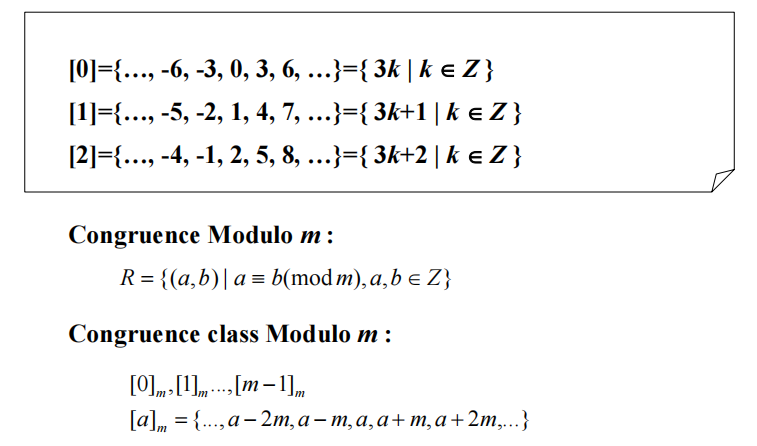 [0]={…, -6, -3, 0, 3, 6, …}={ 3k | k ∈ Z }
[1]={…, -5, -2, 1, 4, 7, …}={ 3k+1 | k ∈ Z }
[2]={…, -4, -1, 2, 5, 8, …}={ 3k+2 | k ∈ Z }
Congruence Modulo m :
R = {(a,b) | a ≡ b(mod m), a,b ∈ Z}
Congruence class Modulo m :
[0]ₘ,[1]ₘ...,[m−1]ₘ
[a]ₘ = {...,a−2m,a−m,a,a+m,a+2m,...}